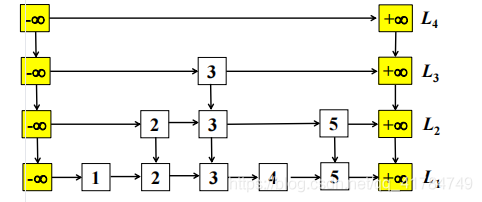 -∞ +∞ L4
-∞ 3 +∞ L3
-∞ 2 3 5 +∞ L2
-∞ 1 2 3 4 5 +∞ L1